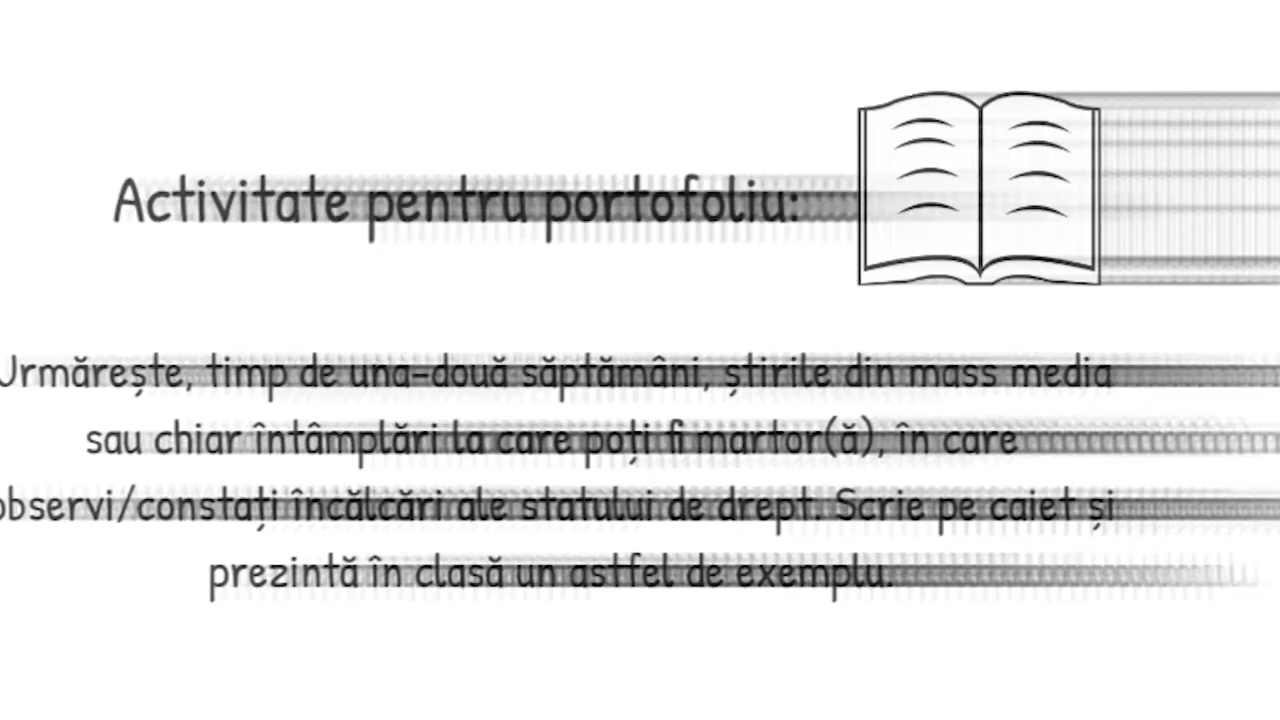 Activitate pentru portofoliu:
Urmărește, timp de una-două săptămâni, știrile din mass media
sau chiar întâmplări la care poți fi martor(ă), în care
observi/constați încălcări ale statului de drept. Scrie pe caiet și
prezintă în clasă un astfel de exemplu.